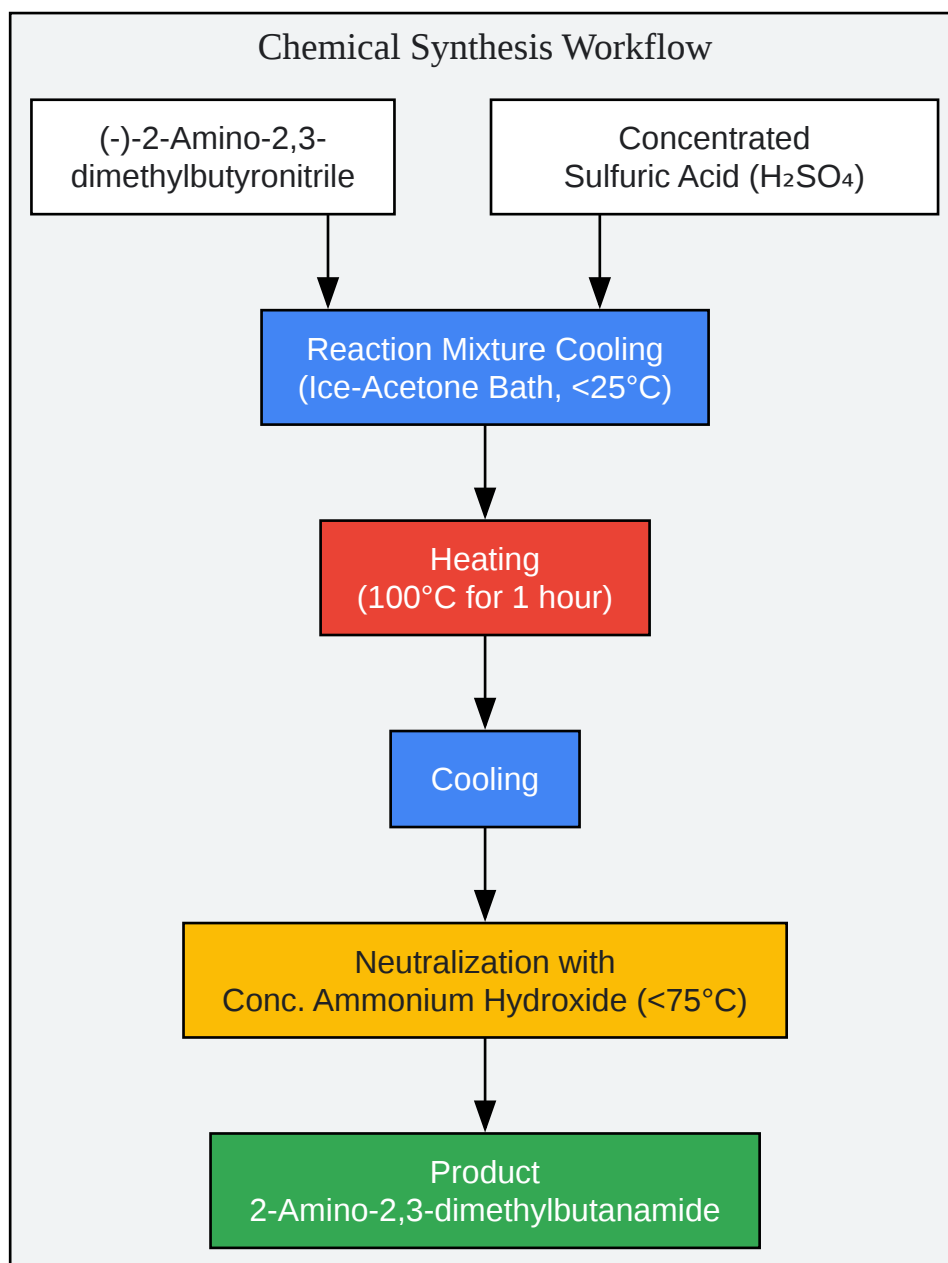 Chemical Synthesis Workflow
(-)-2-Amino-2,3-
dimethylbutyronitrile
Concentrated
Sulfuric Acid (H₂SO₄)
Reaction Mixture Cooling
(Ice-Acetone Bath, <25°C)
Heating
(100°C for 1 hour)
Cooling
Neutralization with
Conc. Ammonium Hydroxide (<75°C)
Product
2-Amino-2,3-dimethylbutanamide